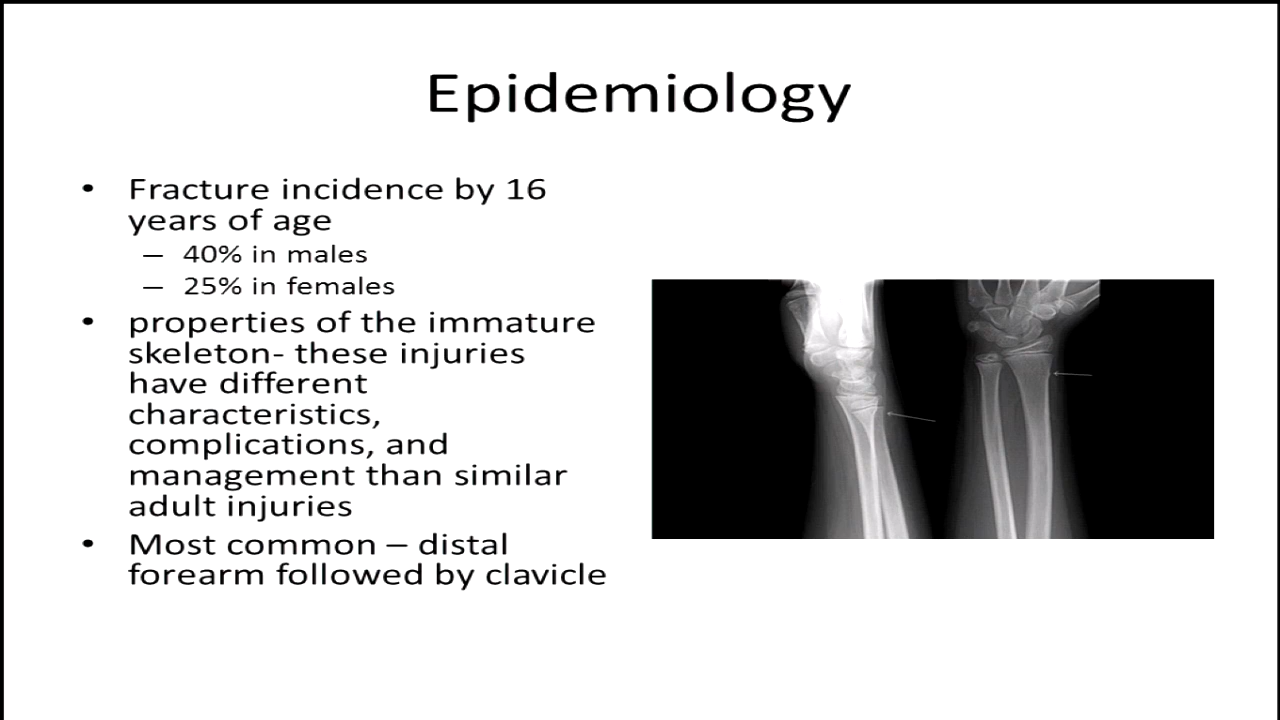 Epidemiology
• Fracture incidence by 16
years of age
– 40% in males
– 25% in females
• properties of the immature
skeleton- these injuries
have different
characteristics,
complications, and
management than similar
adult injuries
• Most common – distal
forearm followed by clavicle